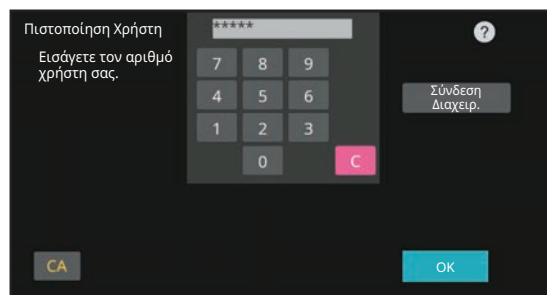 Πιστοποίηση Χρήστη
*****
?
Εισάγετε τον αριθμό
χρήστη σας.
7 8 9
4 5 6
1 2 3
0 C
Σύνδεση
Διαχειρ.
CA
OK